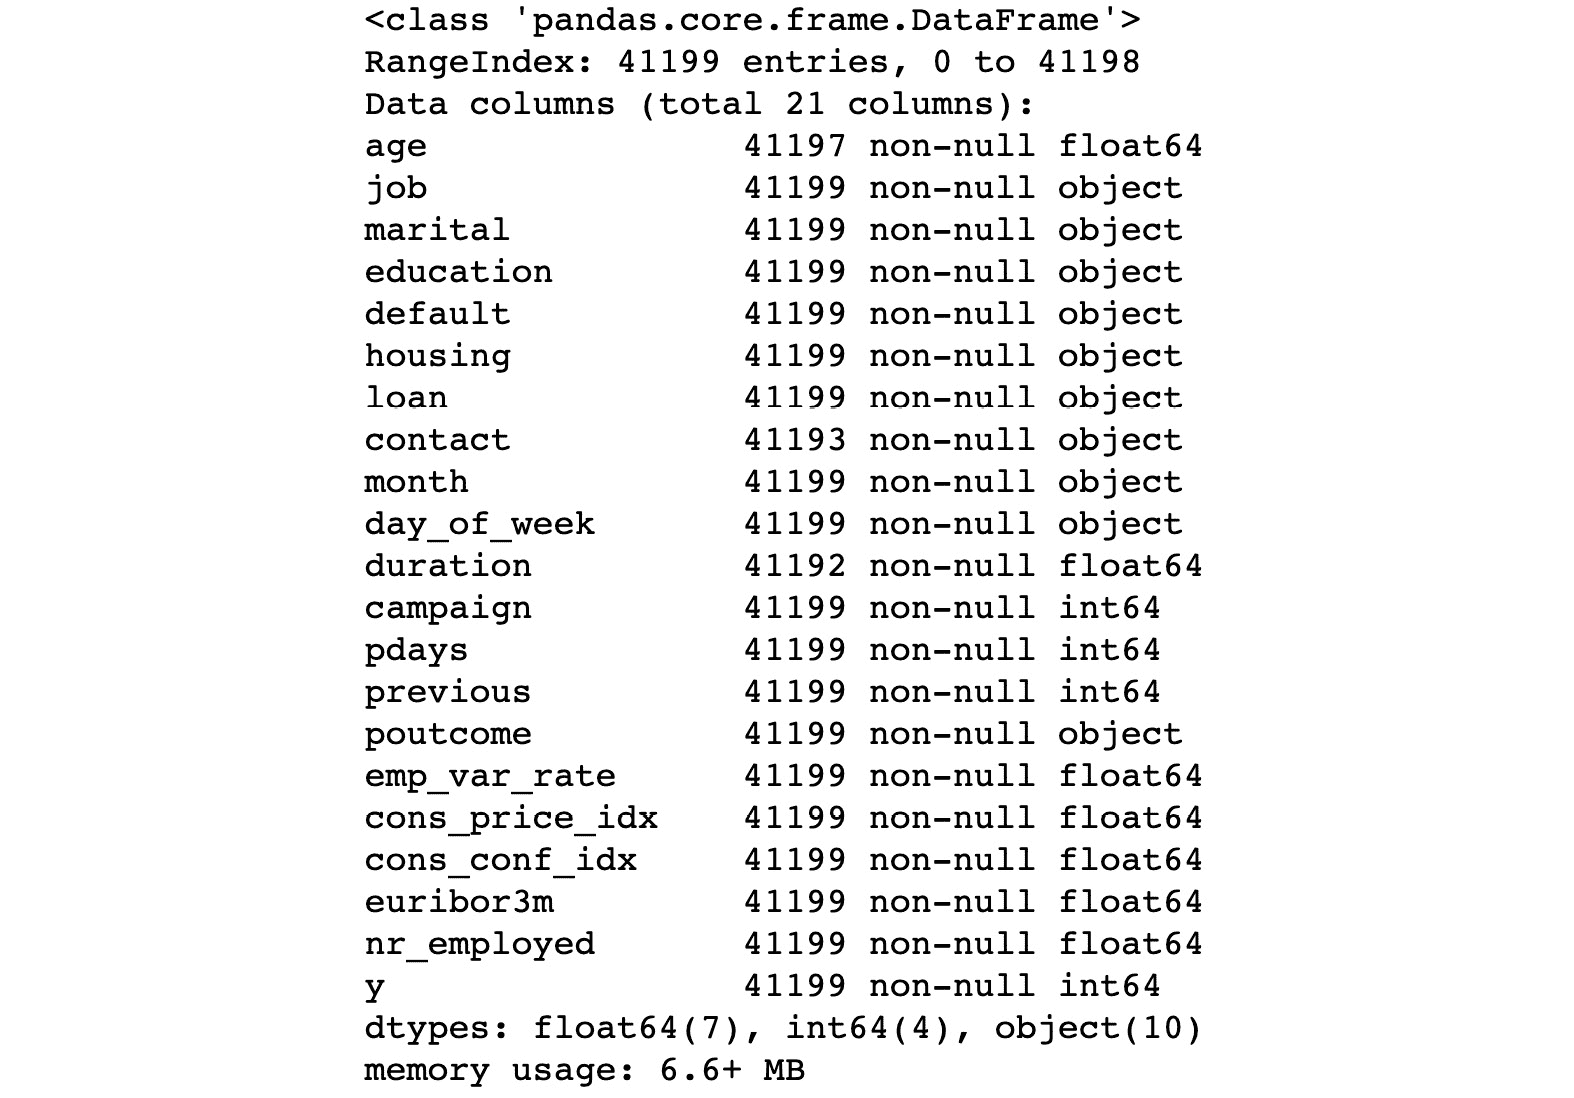 <class 'pandas.core.frame.DataFrame'>
RangeIndex: 41199 entries, 0 to 41198
Data columns (total 21 columns):
age 41197 non-null float64
job 41199 non-null object
marital 41199 non-null object
education 41199 non-null object
default 41199 non-null object
housing 41199 non-null object
loan 41199 non-null object
contact 41193 non-null object
month 41199 non-null object
day_of_week 41199 non-null object
duration 41192 non-null float64
campaign 41199 non-null int64
pdays 41199 non-null int64
previous 41199 non-null int64
poutcome 41199 non-null object
emp_var_rate 41199 non-null float64
cons_price_idx 41199 non-null float64
cons_conf_idx 41199 non-null float64
euribor3m 41199 non-null float64
nr_employed 41199 non-null float64
y 41199 non-null int64
dtypes: float64(7), int64(4), object(10)
memory usage: 6.6+ MB